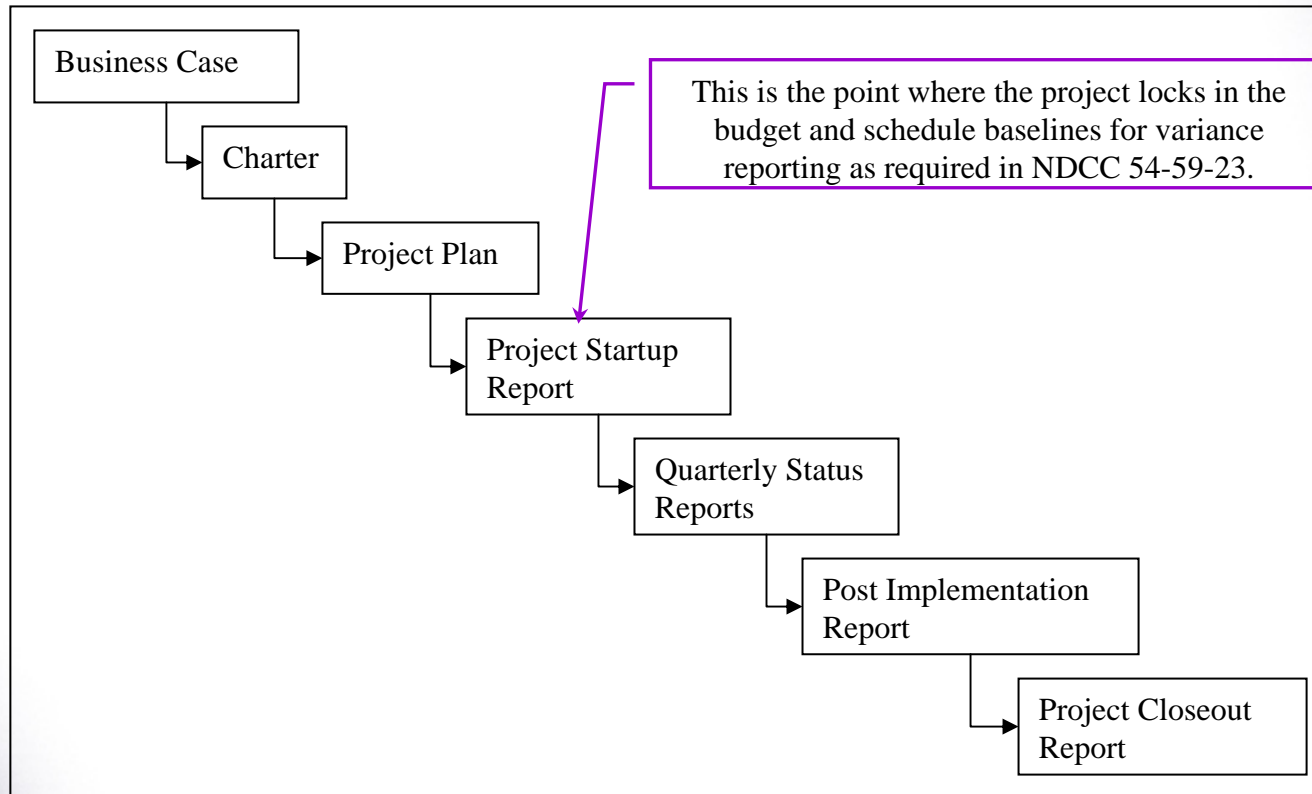 Business Case
This is the point where the project locks in the
budget and schedule baselines for variance
reporting as required in NDCC 54-59-23.
Charter
Project Plan
Project Startup
Report
Quarterly Status
Reports
Post Implementation
Report
Project Closeout
Report